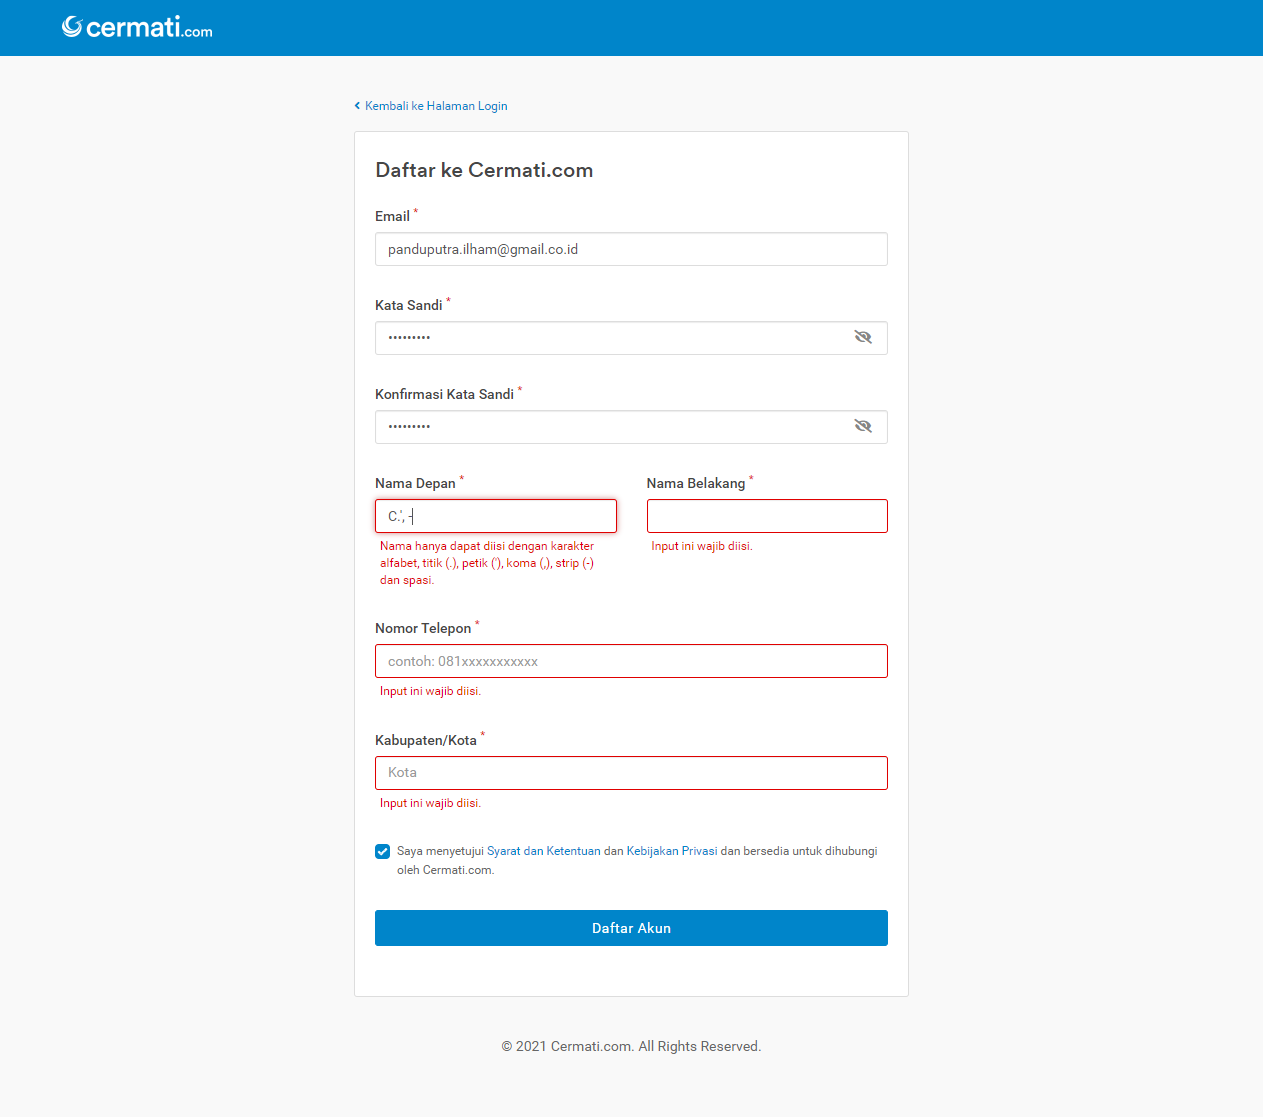 cermati.com
Kembali ke Halaman Login
Daftar ke Cermati.com
Email *
panduputra.ilham@gmail.co.id
Kata Sandi *
•••••••••
Konfirmasi Kata Sandi *
•••••••••
Nama Depan *
Nama Belakang *
C.', -
Nama hanya dapat diisi dengan karakter
alfabet, titik (.), petik ('), koma (,), strip (-)
dan spasi.
Input ini wajib diisi.
Nomor Telepon *
contoh: 081xxxxxxxxxxx
Input ini wajib diisi.
Kabupaten/Kota *
Kota
Input ini wajib diisi.
Saya menyetujui Syarat dan Ketentuan dan Kebijakan Privasi dan bersedia untuk dihubungi
oleh Cermati.com.
Daftar Akun
© 2021 Cermati.com. All Rights Reserved.